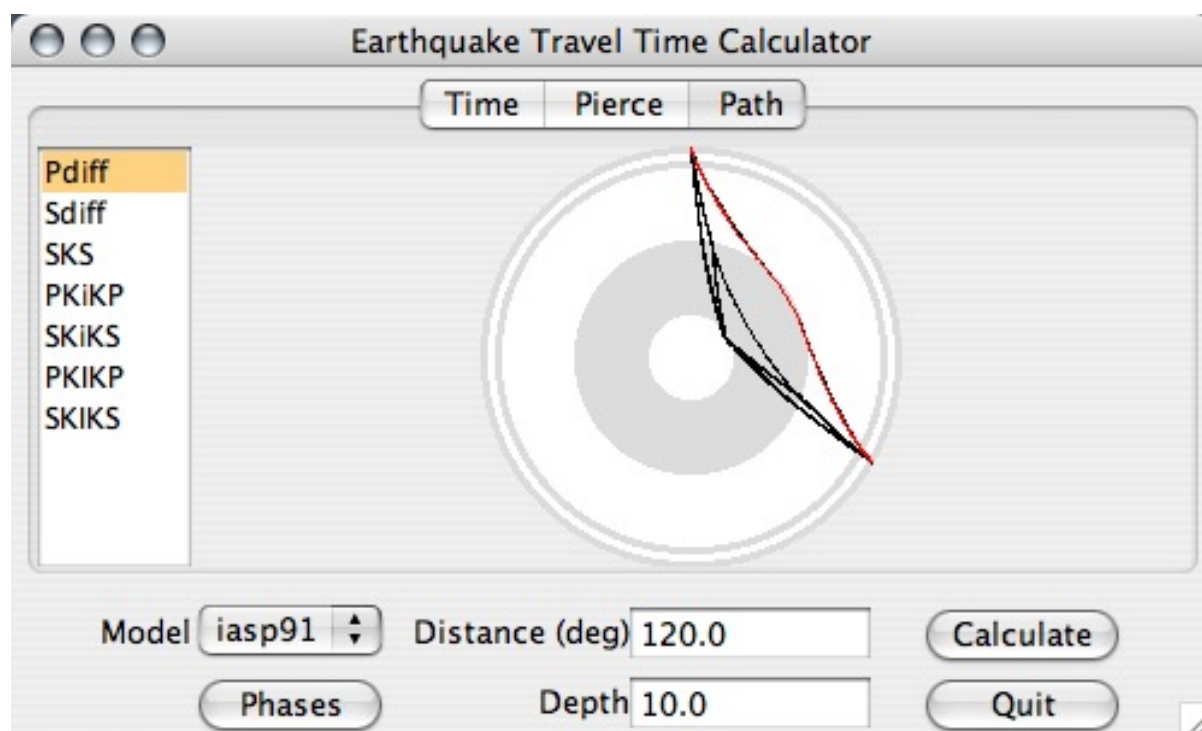 Earthquake Travel Time Calculator
Time Pierce Path
Pdiff
Sdiff
SKS
PKiKP
SKiKS
PKIKP
SKIKS
Model iasp91 Distance (deg) 120.0 Calculate
Phases Depth 10.0 Quit